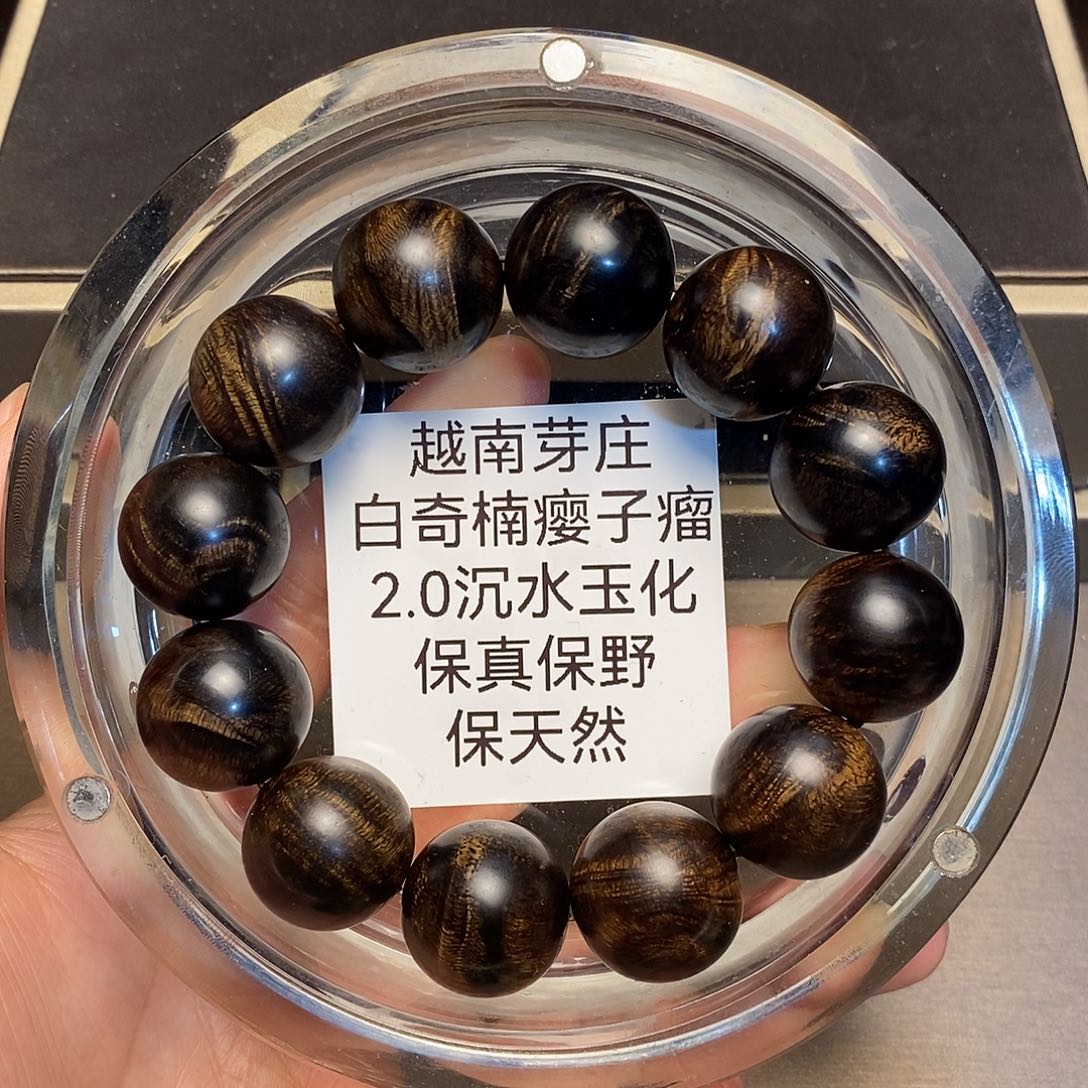 越南芽庄
白奇楠瘿子瘤
2.0沉水玉化
保真保野
保天然